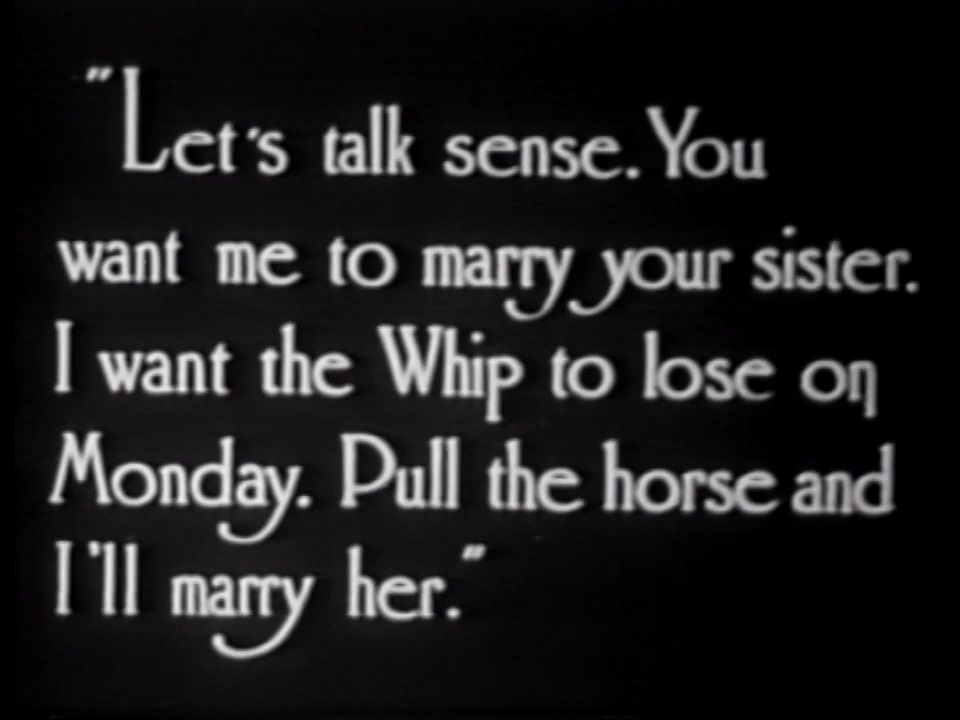 "Let's talk sense. You
want me to marry your sister.
I want the Whip to lose on
Monday. Pull the horse and
I'll marry her."